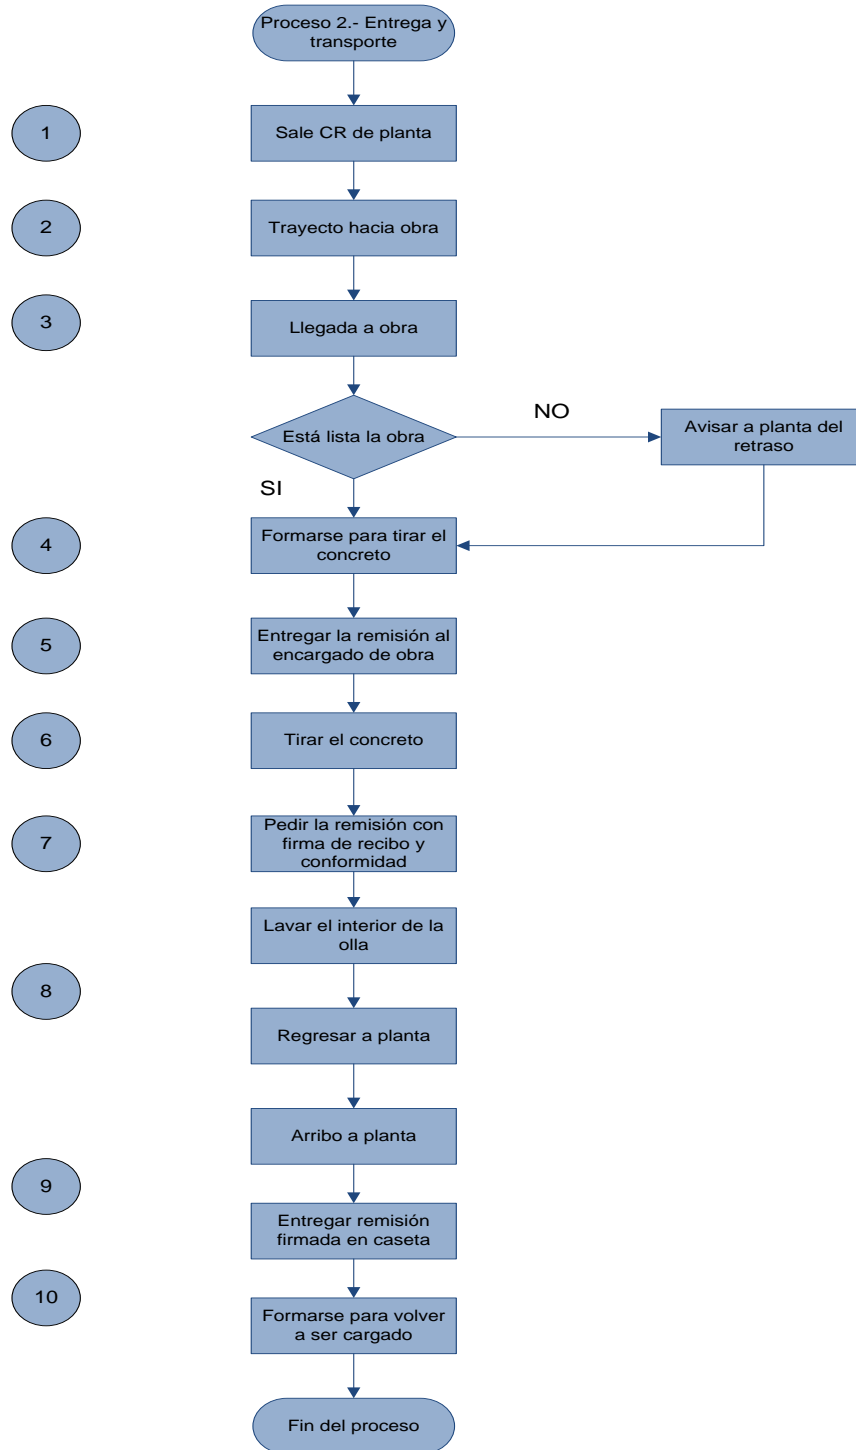 Proceso 2.- Entrega y
transporte
1
Sale CR de planta
2
Trayecto hacia obra
3
Llegada a obra
Está lista la obra
NO
Avisar a planta del
retraso
SI
4
Formarse para tirar el
concreto
5
Entregar la remisión al
encargado de obra
6
Tirar el concreto
7
Pedir la remisión con
firma de recibo y
conformidad
Lavar el interior de la
olla
8
Regresar a planta
Arribo a planta
9
Entregar remisión
firmada en caseta
10
Formarse para volver
a ser cargado
Fin del proceso